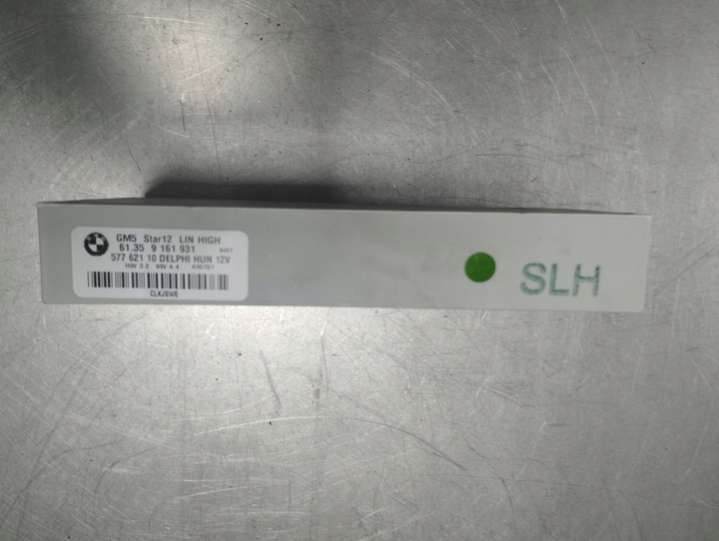 GM5 Star12 LIN HIGH
61.35 9 161 931
577 621 10 DELPHI HUN 12V
SLH